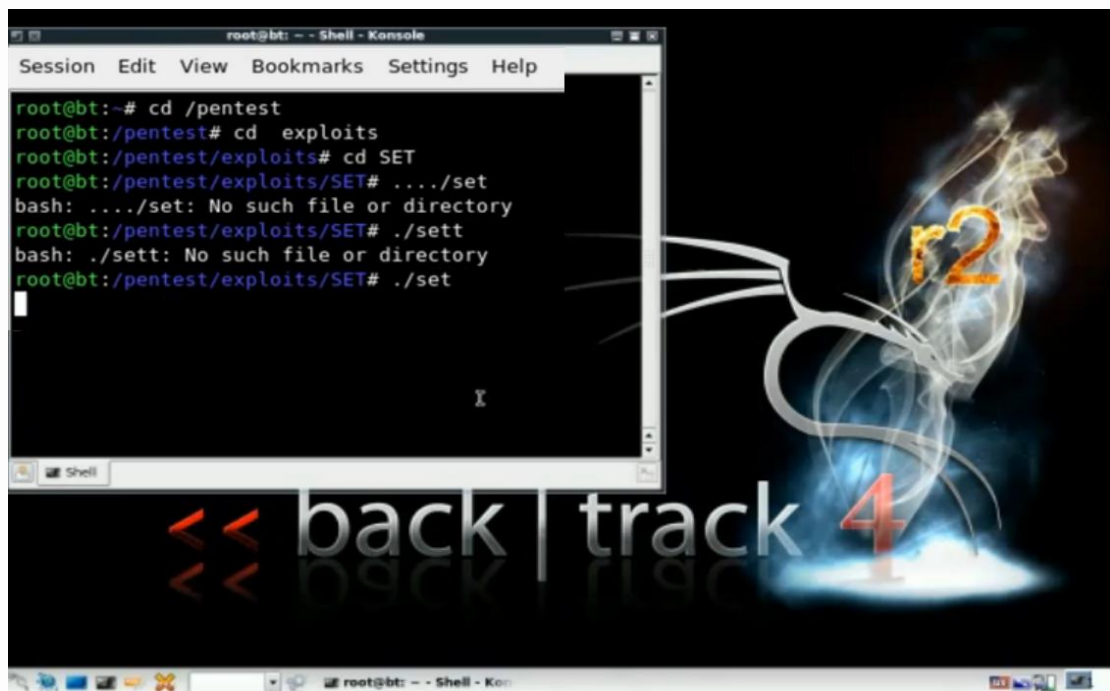 root@bt: ~ - Shell - Konsole
Session Edit View Bookmarks Settings Help
root@bt:~# cd /pentest
root@bt:/pentest# cd  exploits
root@bt:/pentest/exploits# cd SET
root@bt:/pentest/exploits/SET# ..../set
bash: ..../set: No such file or directory
root@bt:/pentest/exploits/SET# ./sett
bash: ./sett: No such file or directory
root@bt:/pentest/exploits/SET# ./set
Shell
r2
<< back | track 4
root@bt: ~ - Shell - Kon